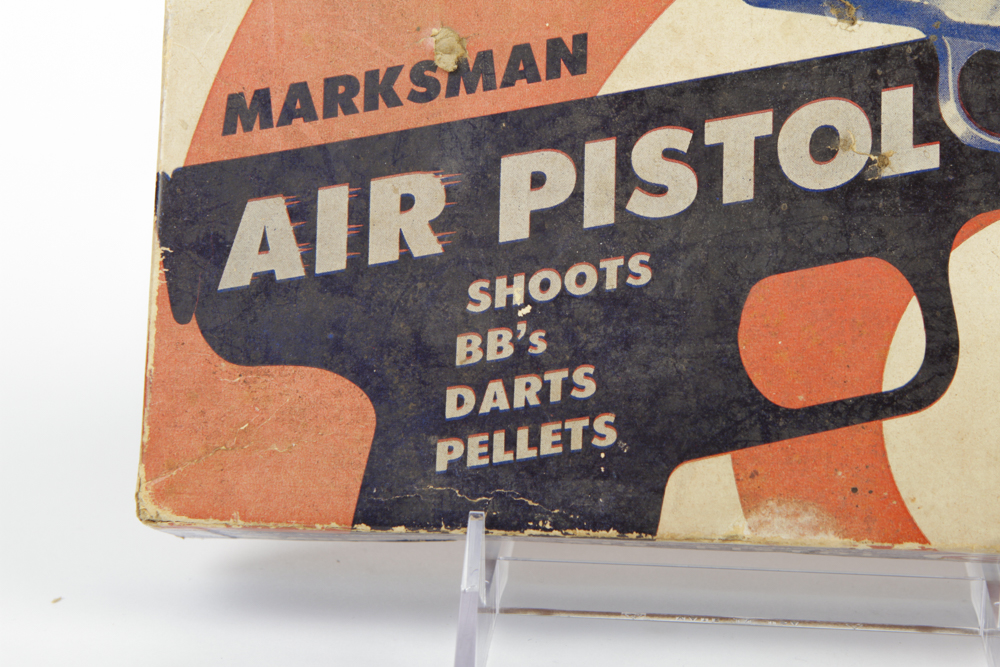 MARKSMAN
AIR PISTOL
SHOOTS
BB's
DARTS
PELLETS